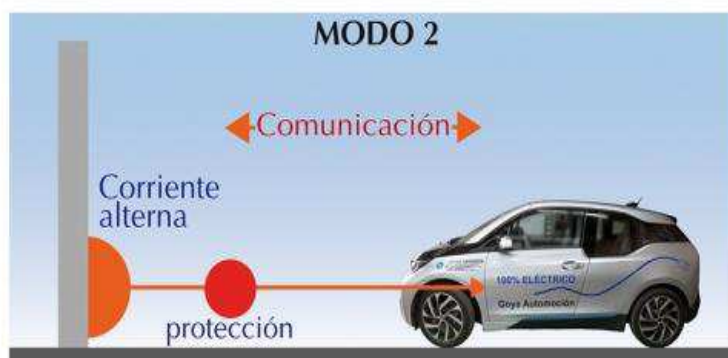 MODO 2
Comunicación
Corriente
alterna
100% ELÉCTRICO
Goya Automoción
protección